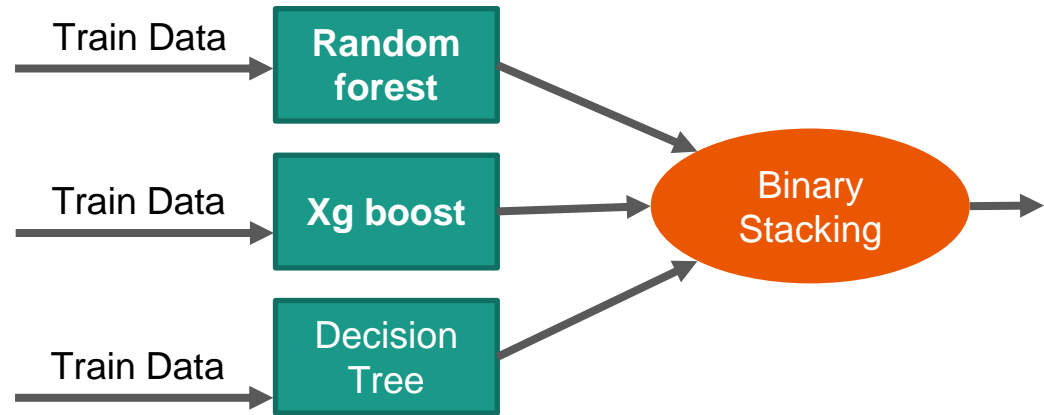 Train Data
Random
forest
Train Data
Xg boost
Binary
Stacking
Train Data
Decision
Tree